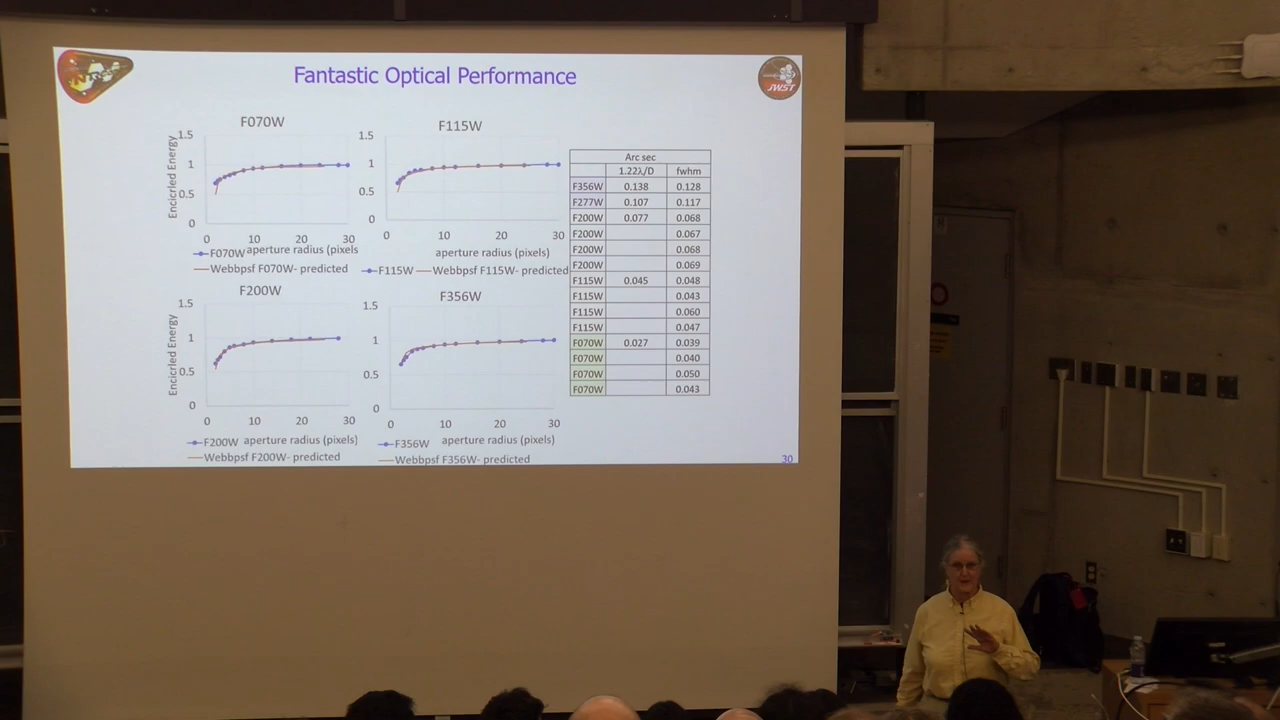 Fantastic Optical Performance
JWST
F070W
1.5
1
0.5
0
Encicrled Energy
0 10 20 30
F070W aperture radius (pixels
Webbpsf F070W- predicted
F115W
1.5
1
0.5
0
0 10 20 30
aperture radius (pixels)
F115W Webbpsf F115W- predicted
F200W
1.5
1
0.5
0
Encicrled Energy
0 10 20 30
F200W aperture radius (pixels)
Webbpsf F200W- predicted
F356W
1.5
1
0.5
0
0 10 20 30
F356W aperture radius (pixels)
Webbpsf F356W- predicted
Arc sec
1.22λ/D fwhm
F356W 0.138 0.128
F277W 0.107 0.117
F200W 0.077 0.068
F200W 0.067
F200W 0.068
F200W 0.069
F115W 0.045 0.048
F115W 0.043
F115W 0.060
F115W 0.047
F070W 0.027 0.039
F070W 0.040
F070W 0.050
F070W 0.043
30